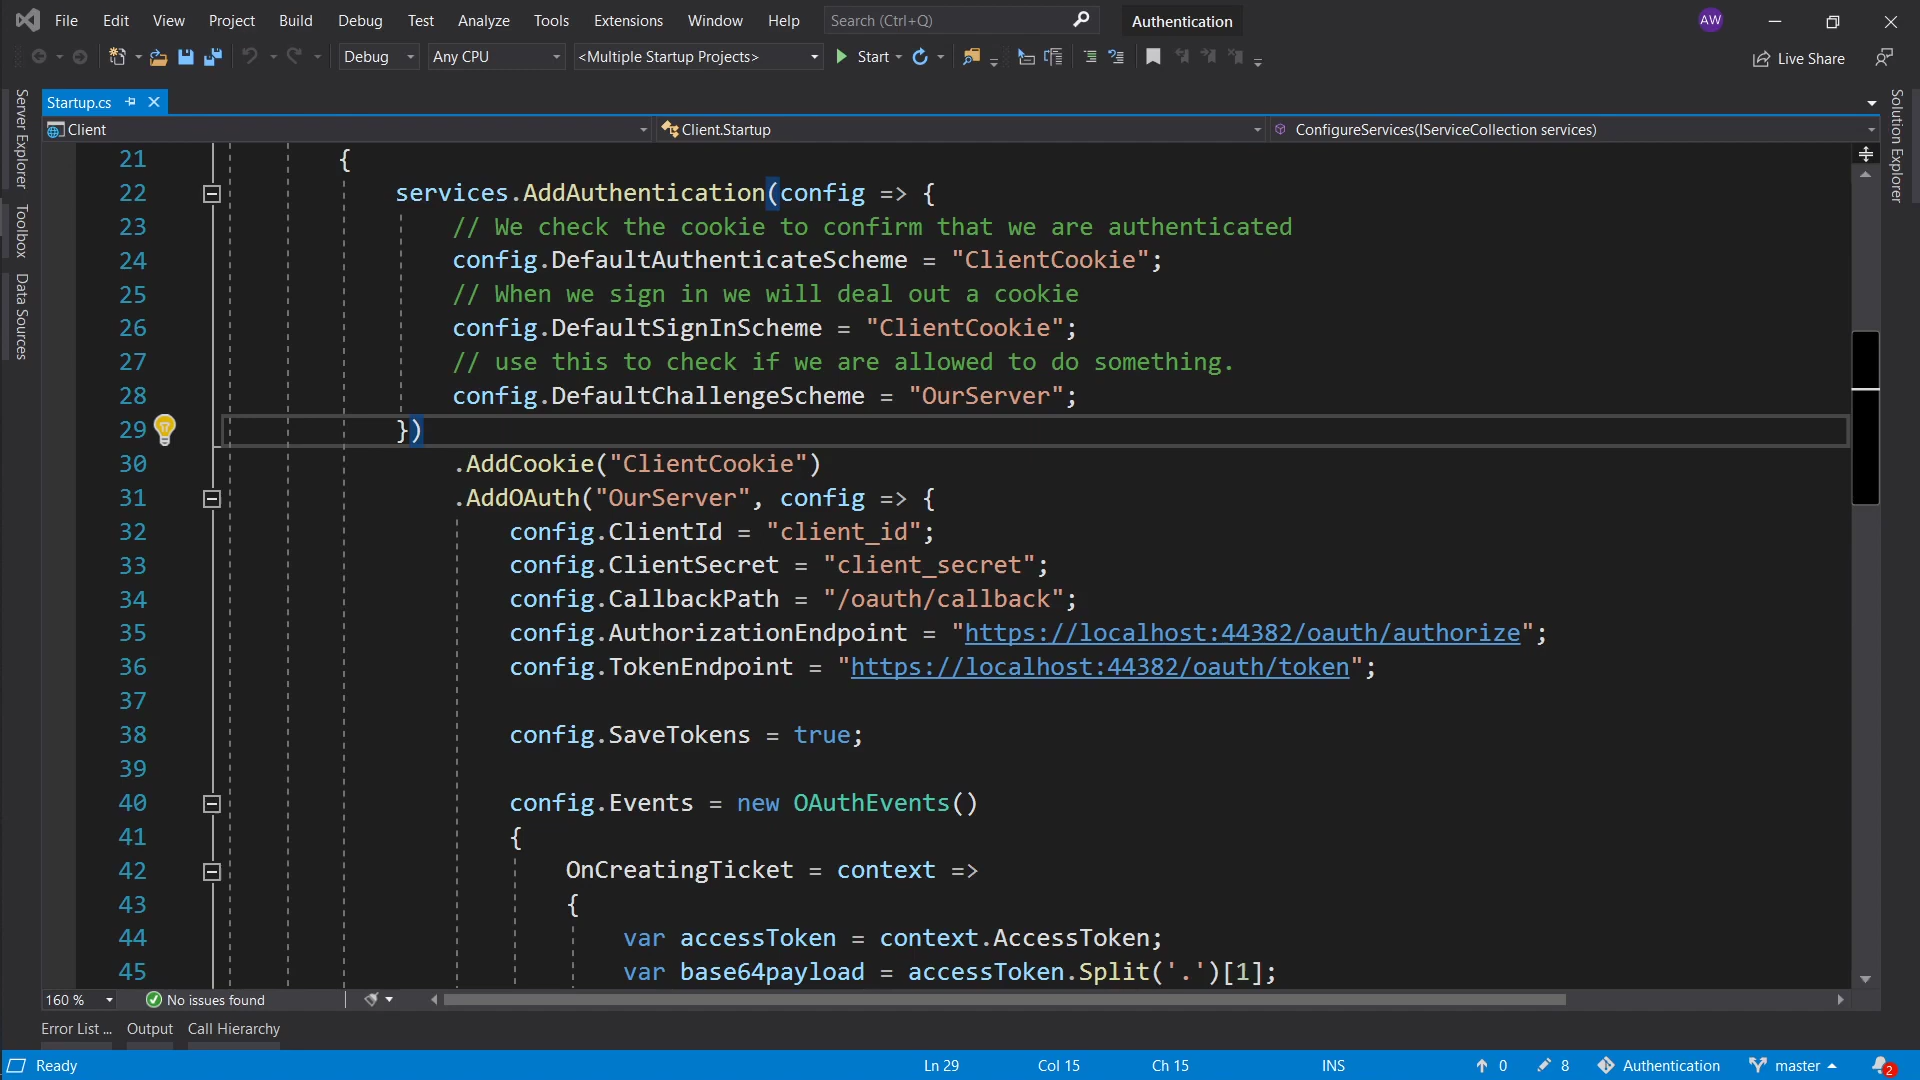 File Edit View Project Build Debug Test Analyze Tools Extensions Window Help Search (Ctrl+Q) Authentication AW
Debug Any CPU <Multiple Startup Projects> Start Live Share
Server Explorer
Toolbox
Data Sources
Solution Explorer
Startup.cs
Client Client.Startup ConfigureServices(IServiceCollection services)
21 {
22 services.AddAuthentication(config => {
23 // We check the cookie to confirm that we are authenticated
24 config.DefaultAuthenticateScheme = "ClientCookie";
25 // When we sign in we will deal out a cookie
26 config.DefaultSignInScheme = "ClientCookie";
27 // use this to check if we are allowed to do something.
28 config.DefaultChallengeScheme = "OurServer";
29 })
30 .AddCookie("ClientCookie")
31 .AddOAuth("OurServer", config => {
32 config.ClientId = "client_id";
33 config.ClientSecret = "client_secret";
34 config.CallbackPath = "/oauth/callback";
35 config.AuthorizationEndpoint = "https://localhost:44382/oauth/authorize";
36 config.TokenEndpoint = "https://localhost:44382/oauth/token";
37
38 config.SaveTokens = true;
39
40 config.Events = new OAuthEvents()
41 {
42 OnCreatingTicket = context =>
43 {
44 var accessToken = context.AccessToken;
45 var base64payload = accessToken.Split('.')[1];
160 % No issues found
Error List ... Output Call Hierarchy
Ready Ln 29 Col 15 Ch 15 INS 0 8 Authentication master 2